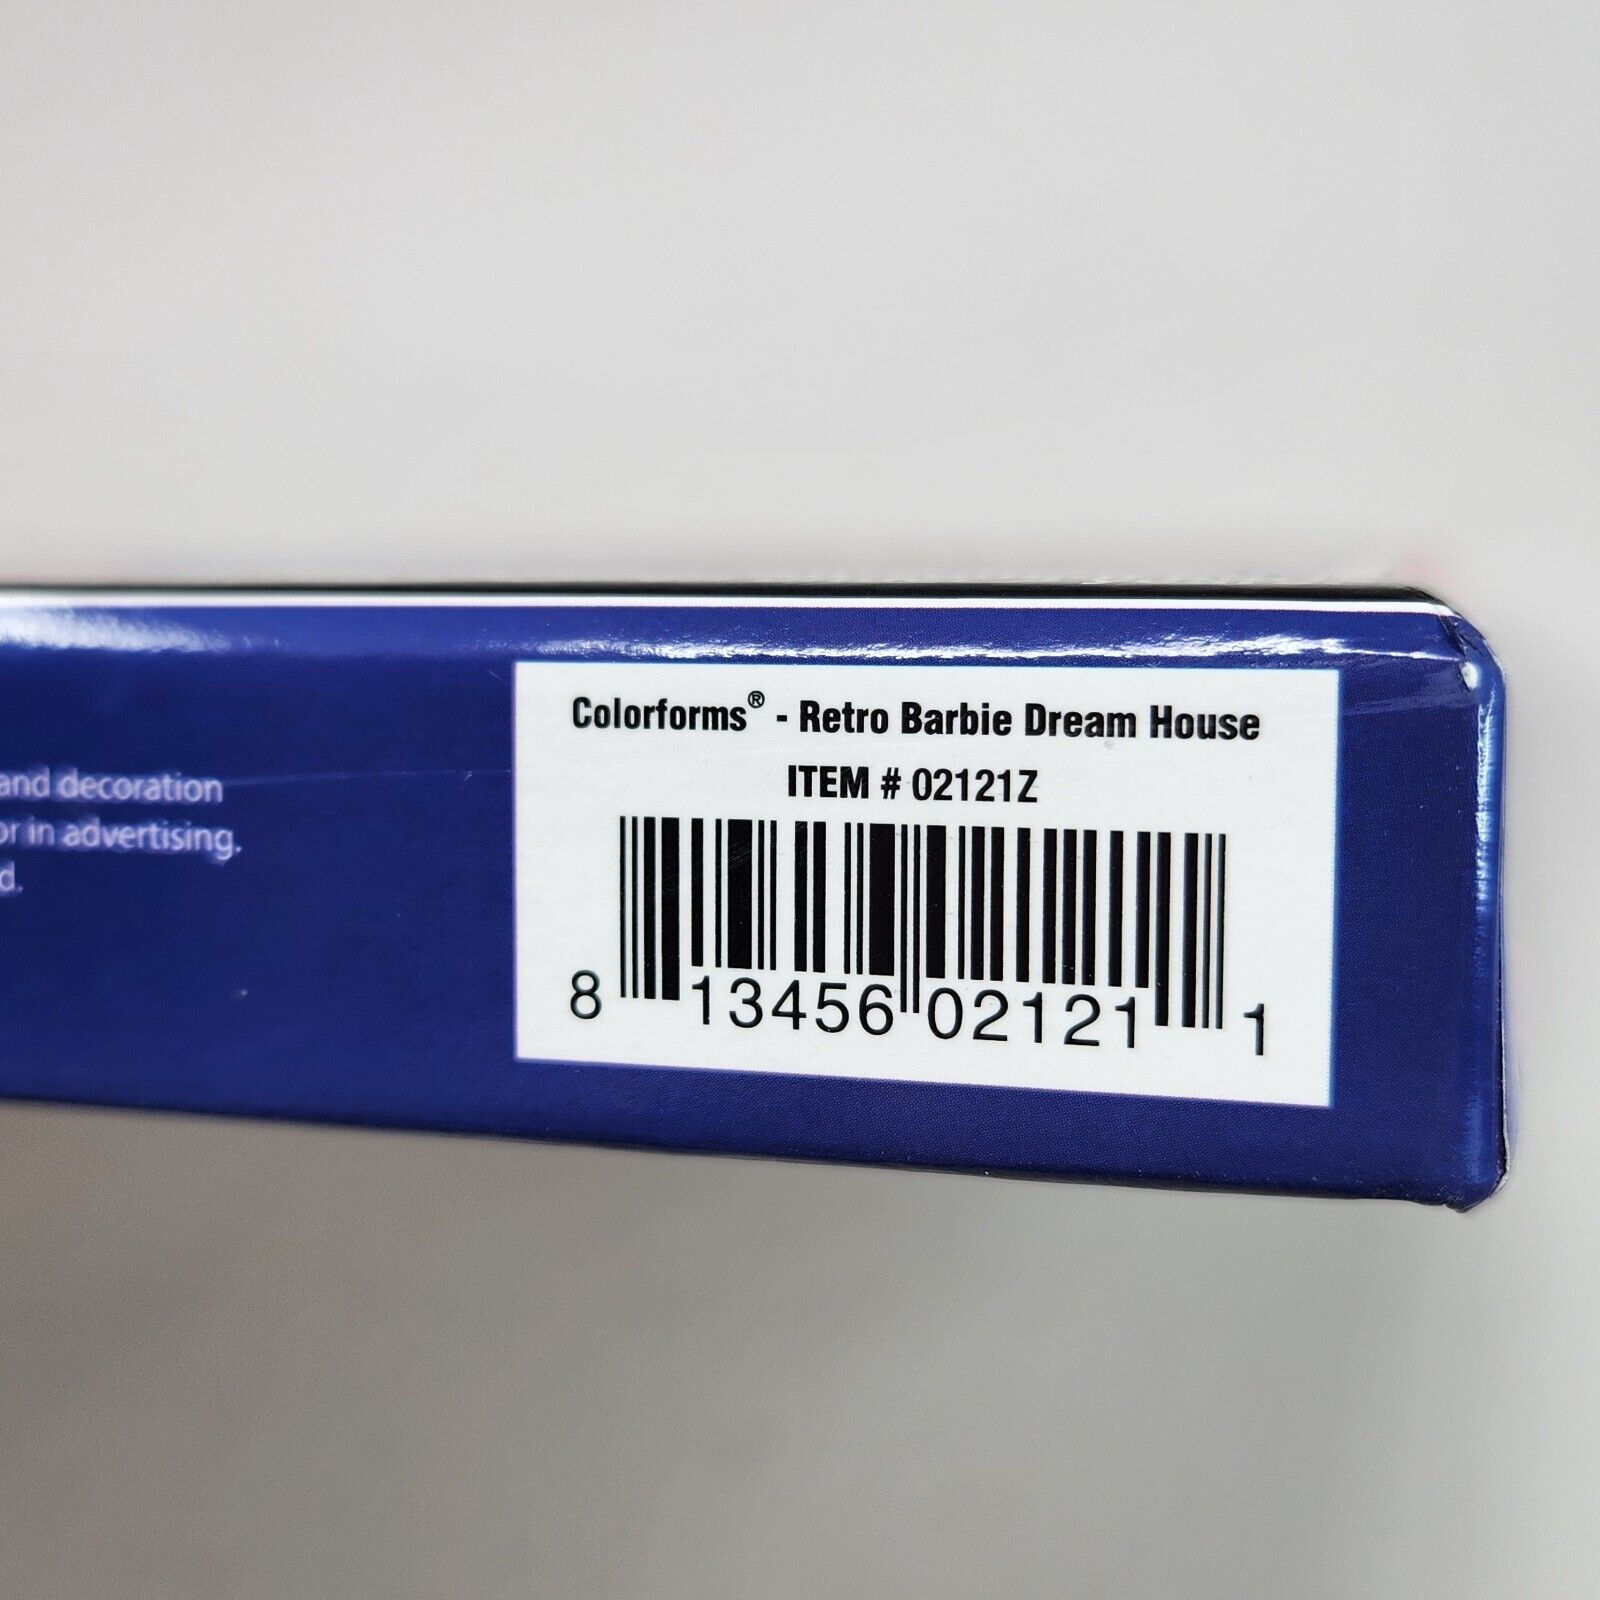 and decoration
or in advertising.
d.
Colorforms® - Retro Barbie Dream House
ITEM # 02121Z
8 13456 02121 1